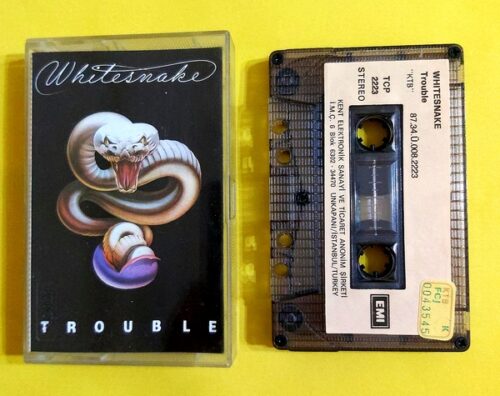 Whitesnake
TROUBLE
WHITESNAKE
Trouble
"KTB"
87.34.Ü.008.2223
TCP
2223
STEREO
KENT ELEKTRONİK SANAYİ VE TİCARET ANONİM ŞİRKETİ
İ.M.Ç. 6 Blok 6302 - 34470 UNKAPANI/İSTANBUL/TURKEY
EMI
KTB K
FCJ
0043545